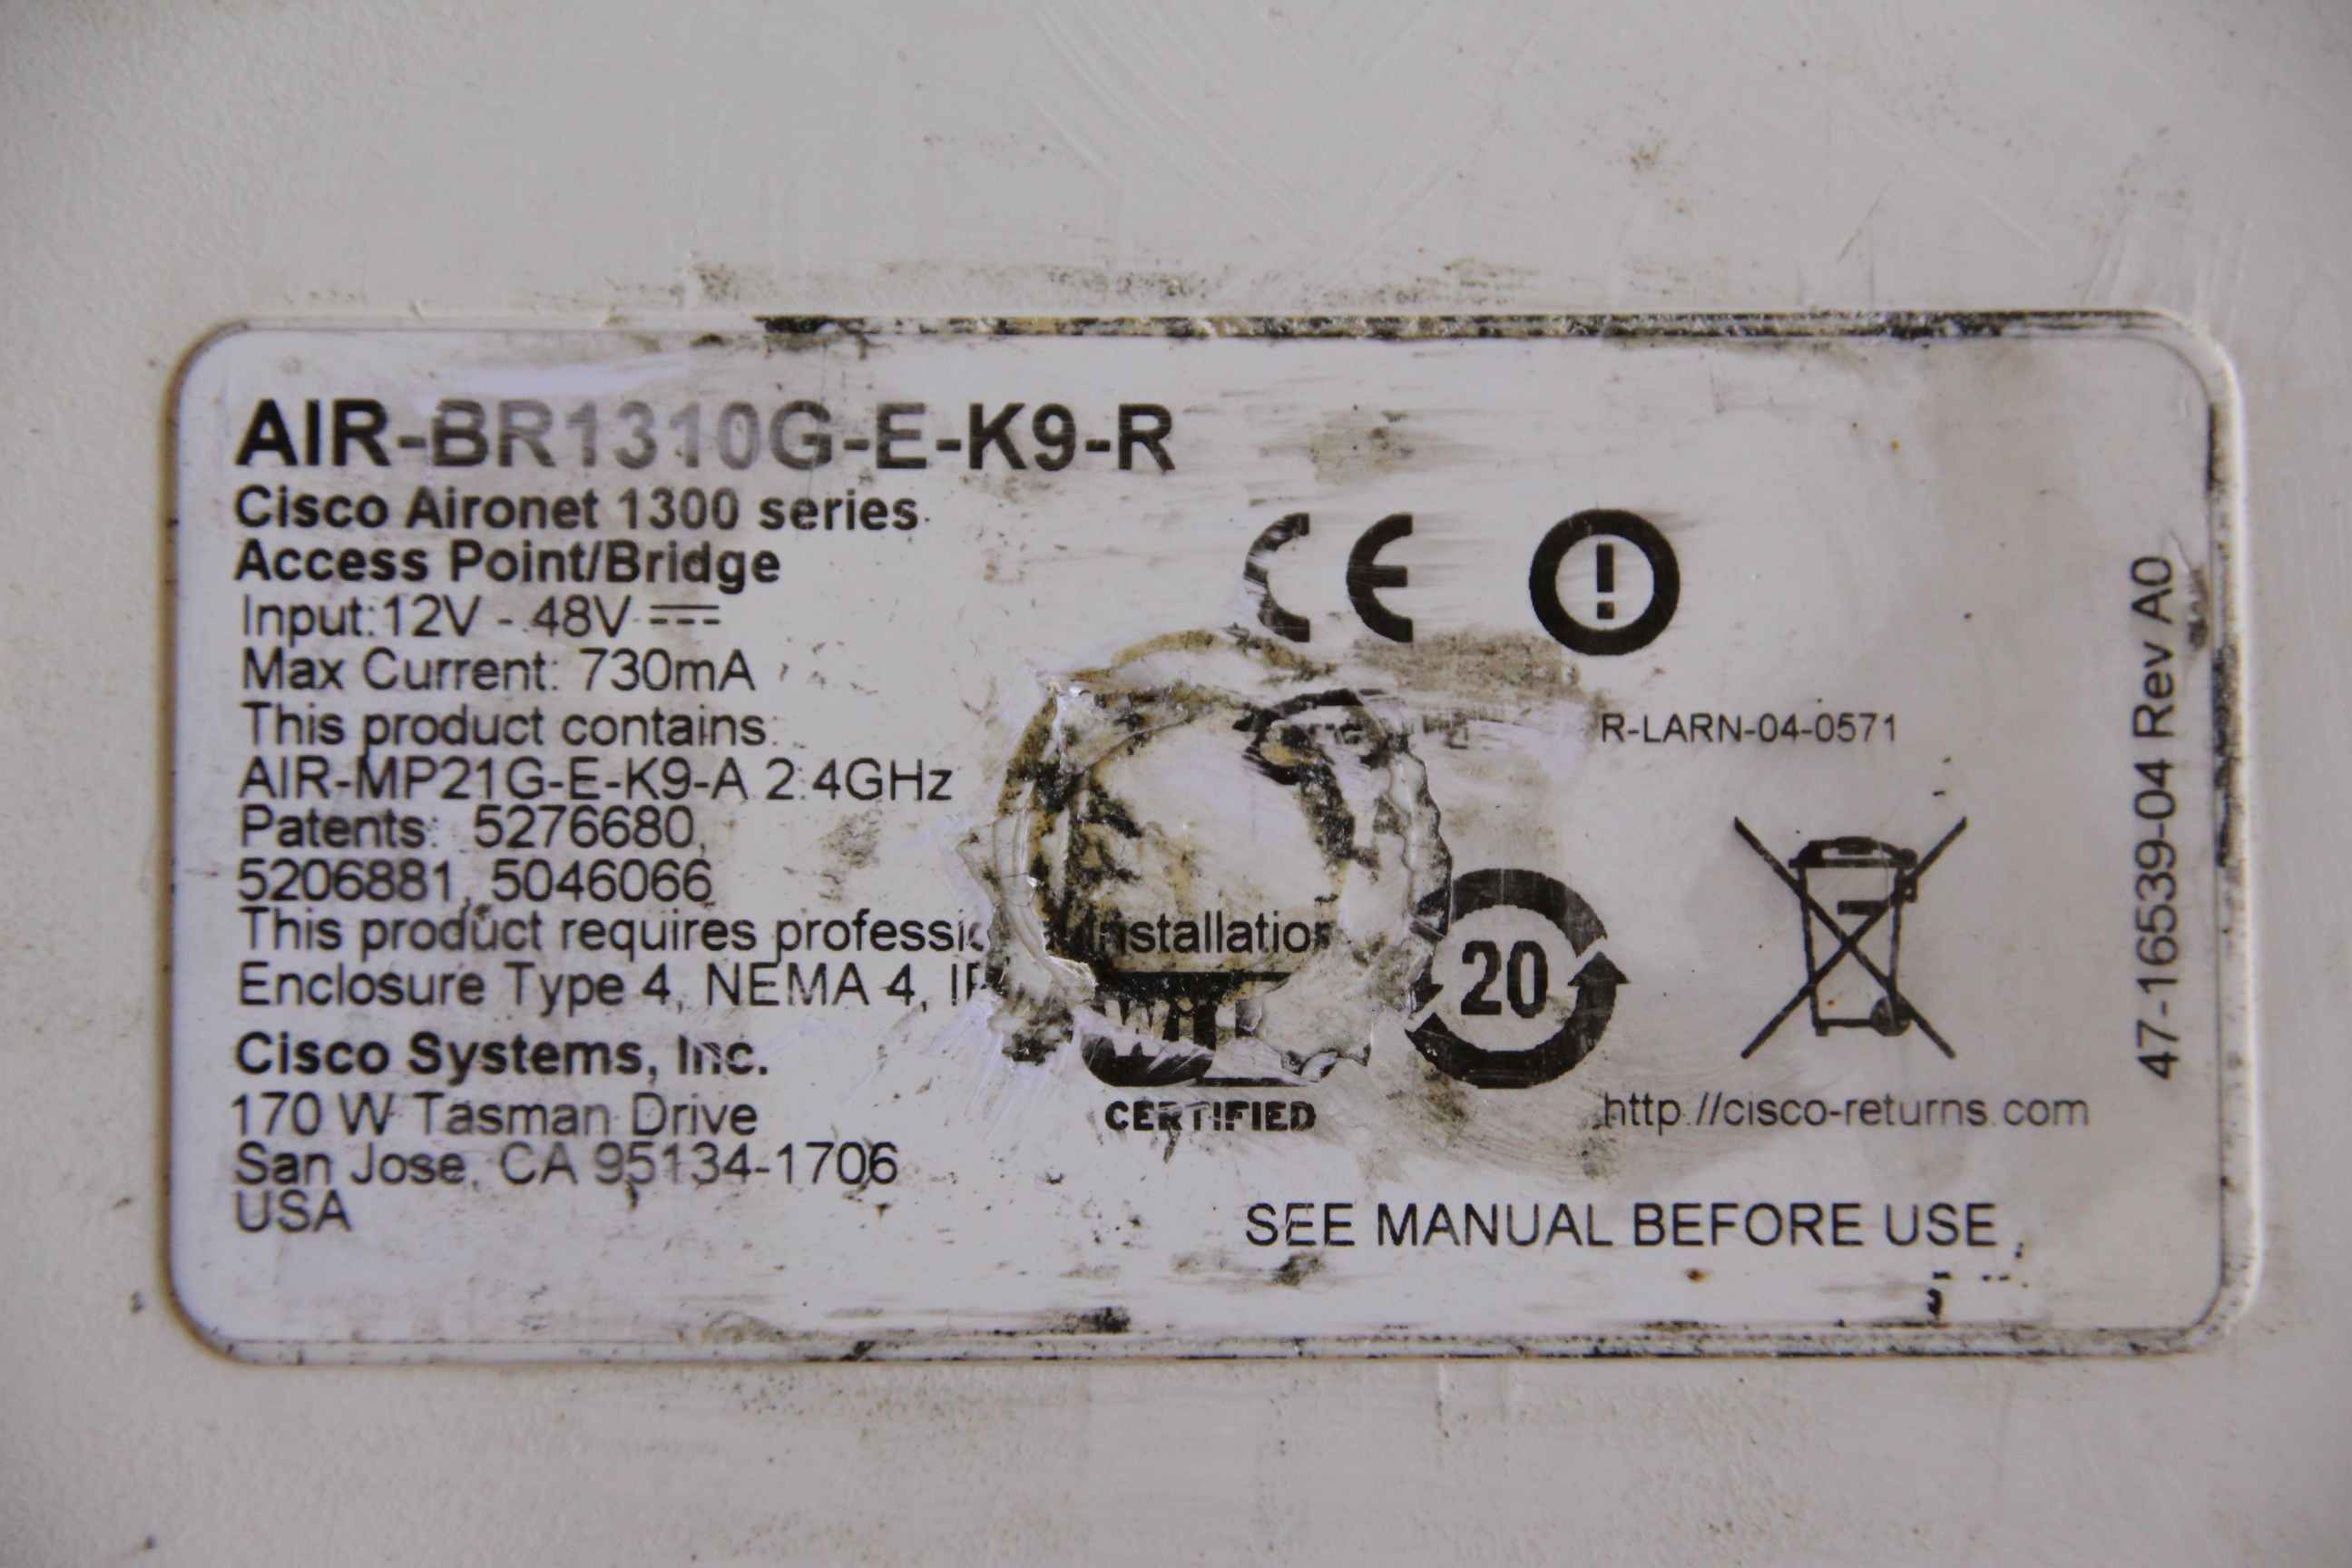 AIR-BR1310G-E-K9-R
Cisco Aironet 1300 series
Access Point/Bridge
Input: 12V - 48V
Max Current: 730mA
This product contains:
AIR-MP21G-E-K9-A 2.4GHz
Patents: 5276680,
5206881, 5046066
This product requires
Enclosure Type 4, NEMA 4,
Cisco Systems, Inc.
170 W Tasman Drive
San Jose, CA 95134-1706
USA
CE
R-LARN-04-0571
20
CERTIFIED
http://cisco-returns.com
SEE MANUAL BEFORE USE
47-16539-04 Rev A0